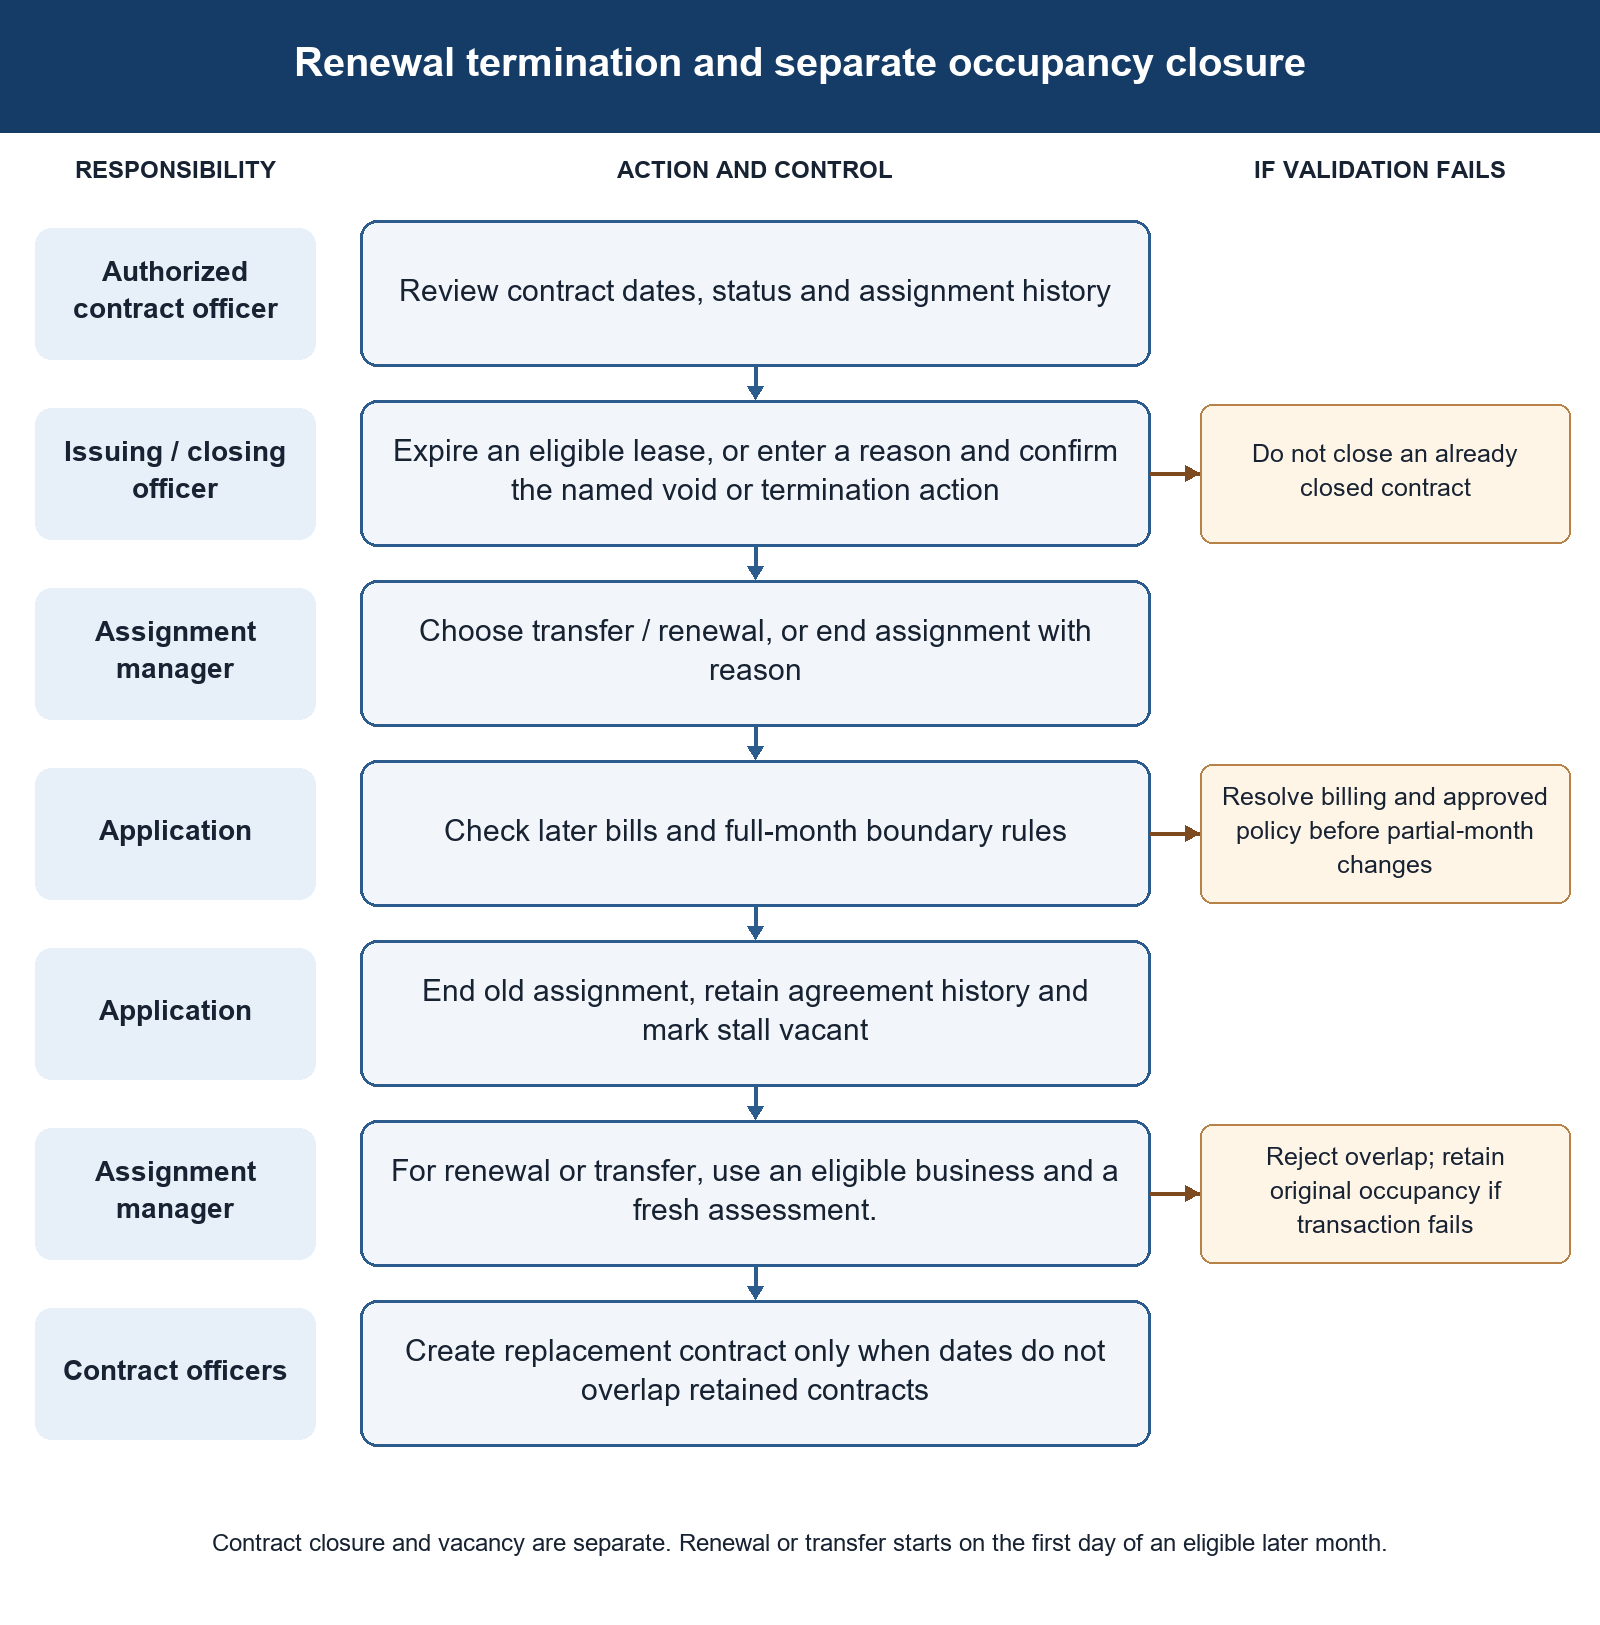 Renewal termination and separate occupancy closure
RESPONSIBILITY
ACTION AND CONTROL
IF VALIDATION FAILS
Authorized
contract officer
Review contract dates, status and assignment history
Issuing / closing
officer
Expire an eligible lease, or enter a reason and confirm
the named void or termination action
Do not close an already
closed contract
Assignment
manager
Choose transfer / renewal, or end assignment with
reason
Application
Check later bills and full-month boundary rules
Resolve billing and approved
policy before partial-month
changes
Application
End old assignment, retain agreement history and
mark stall vacant
Assignment
manager
For renewal or transfer, use an eligible business and a
fresh assessment.
Reject overlap; retain
original occupancy if
transaction fails
Contract officers
Create replacement contract only when dates do not
overlap retained contracts
Contract closure and vacancy are separate. Renewal or transfer starts on the first day of an eligible later month.